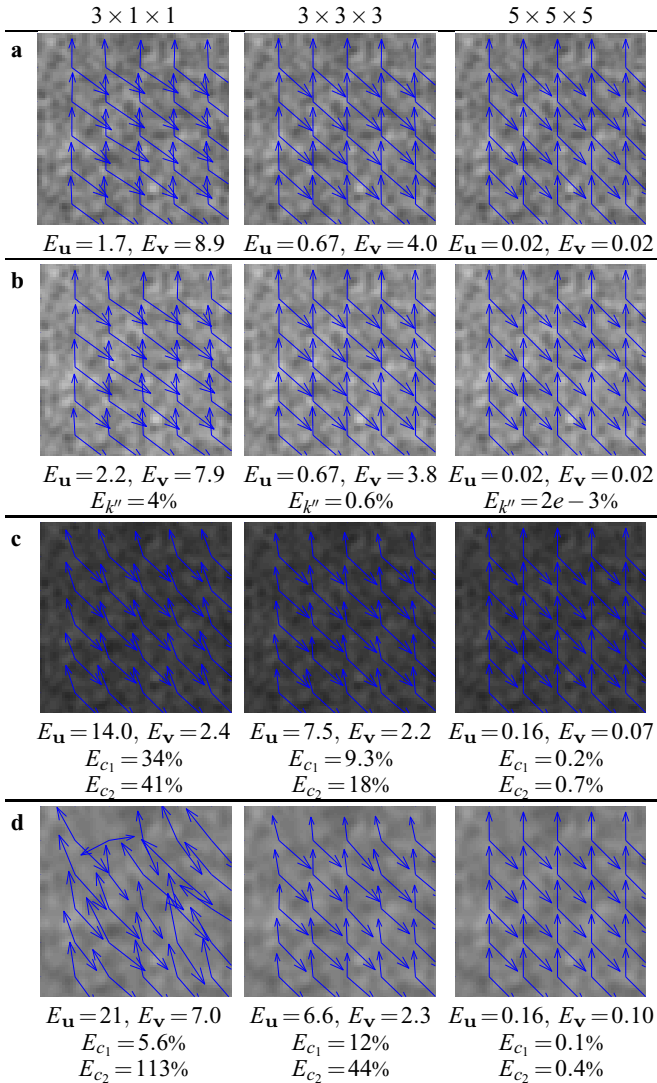 3 × 1 × 1 3 × 3 × 3 5 × 5 × 5
a
E_u = 1.7, E_v = 8.9 E_u = 0.67, E_v = 4.0 E_u = 0.02, E_v = 0.02
b
E_u = 2.2, E_v = 7.9 E_u = 0.67, E_v = 3.8 E_u = 0.02, E_v = 0.02
E_k″ = 4% E_k″ = 0.6% E_k″ = 2e − 3%
c
E_u = 14.0, E_v = 2.4 E_u = 7.5, E_v = 2.2 E_u = 0.16, E_v = 0.07
E_c₁ = 34% E_c₁ = 9.3% E_c₁ = 0.2%
E_c₂ = 41% E_c₂ = 18% E_c₂ = 0.7%
d
E_u = 21, E_v = 7.0 E_u = 6.6, E_v = 2.3 E_u = 0.16, E_v = 0.10
E_c₁ = 5.6% E_c₁ = 12% E_c₁ = 0.1%
E_c₂ = 113% E_c₂ = 44% E_c₂ = 0.4%